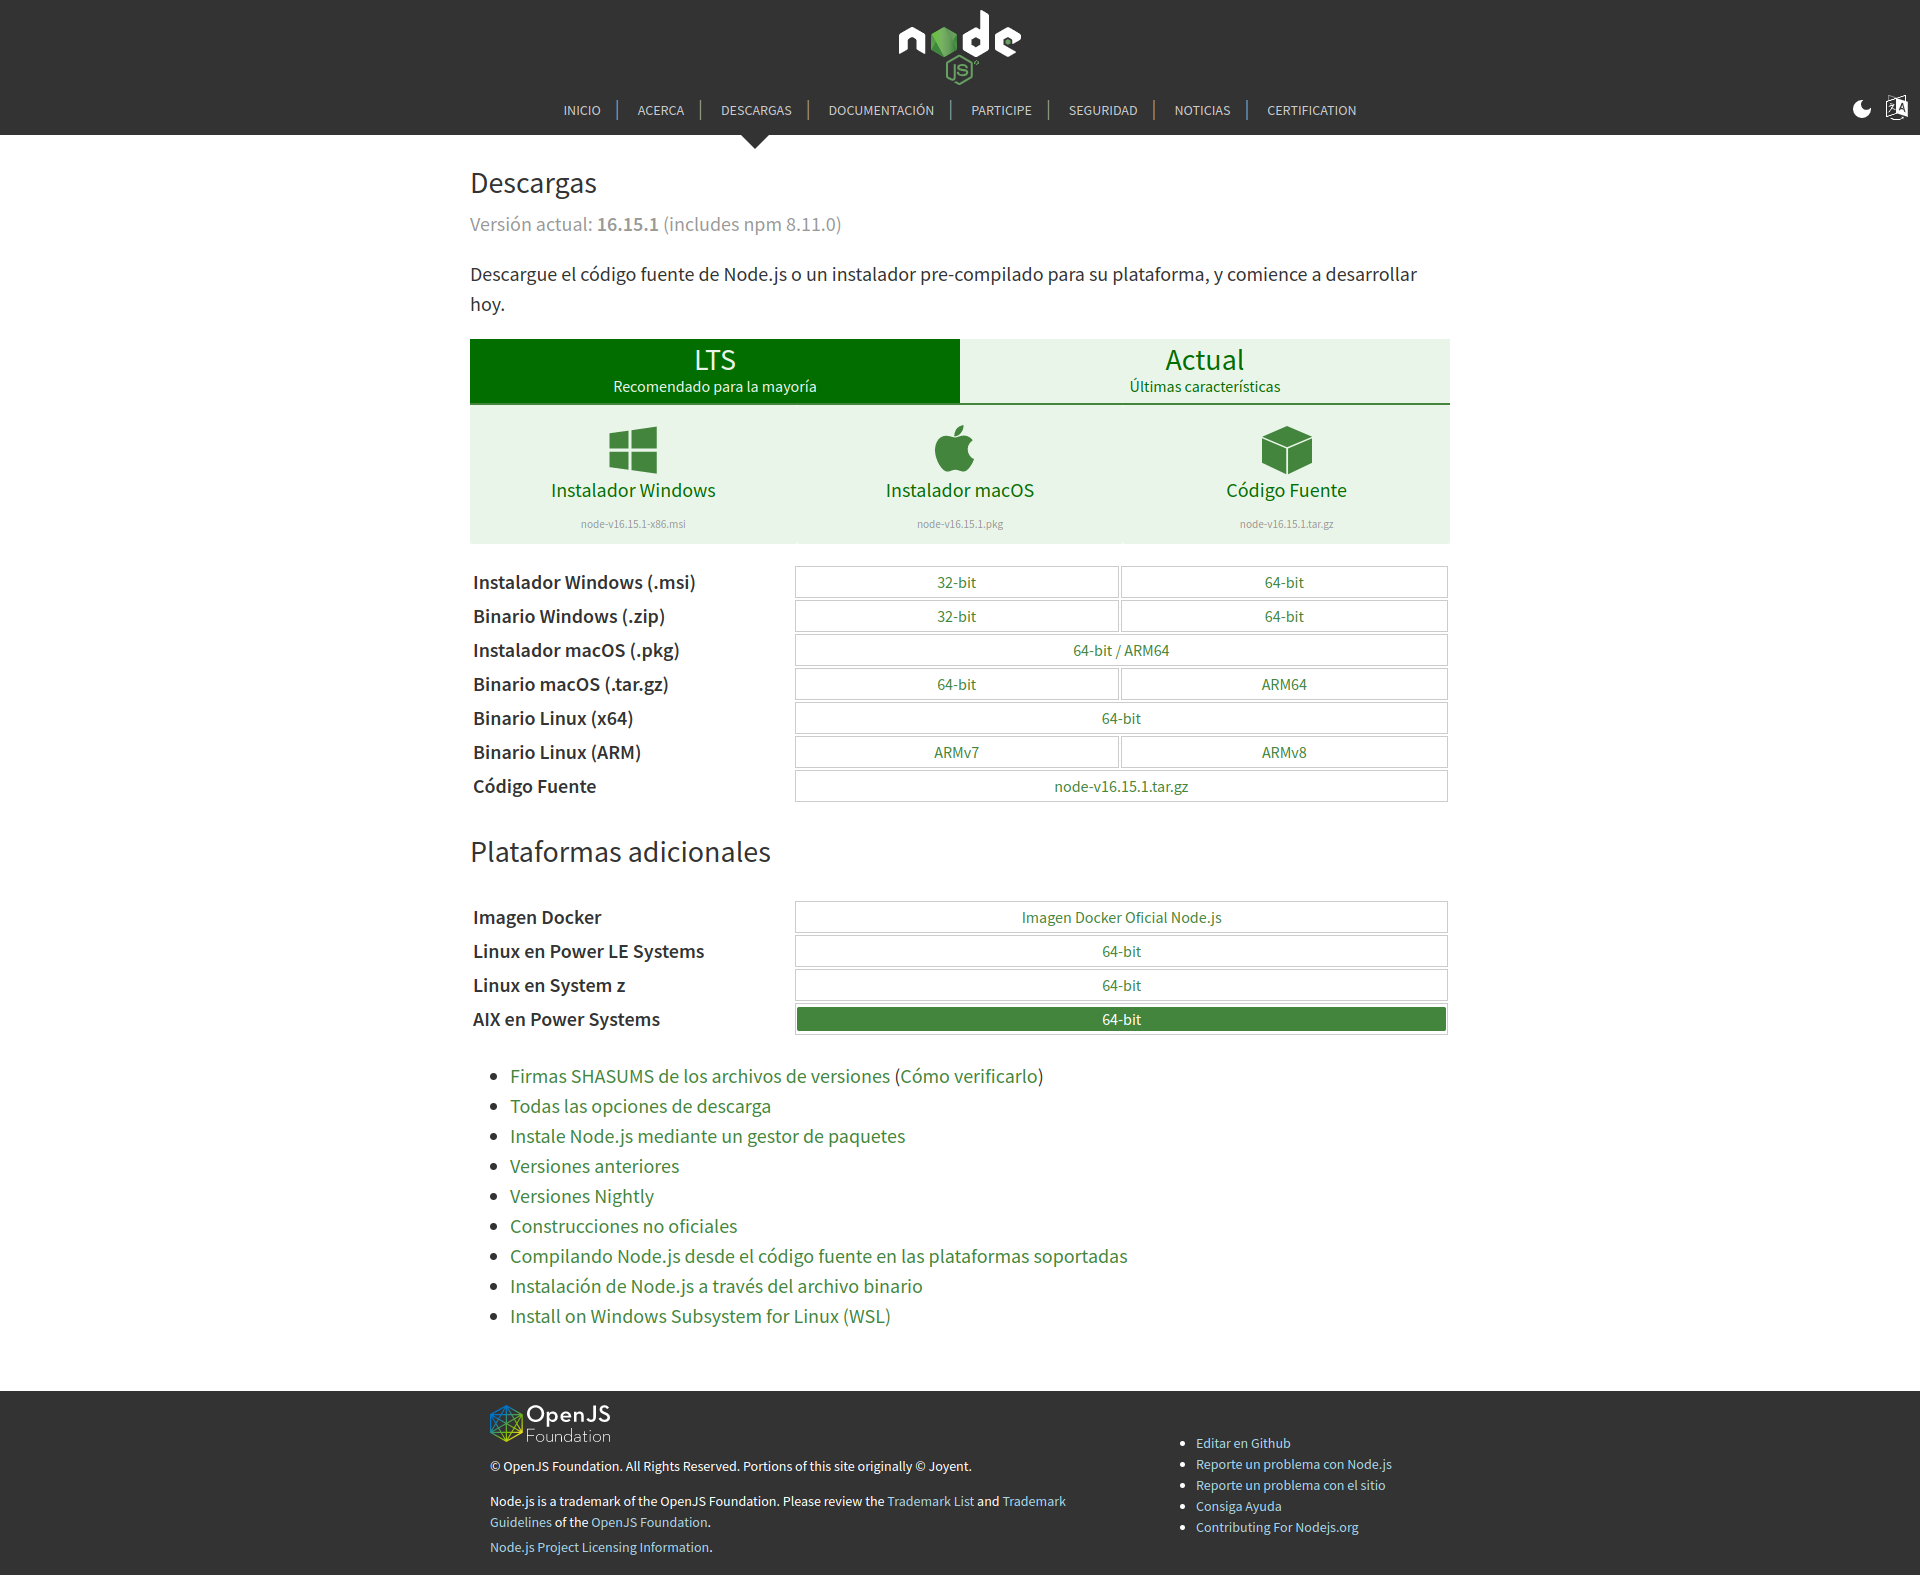 node
JS
INICIO
ACERCA
DESCARGAS
DOCUMENTACIÓN
PARTICIPE
SEGURIDAD
NOTICIAS
CERTIFICATION
Descargas
Versión actual: 16.15.1 (includes npm 8.11.0)
Descargue el código fuente de Node.js o un instalador pre-compilado para su plataforma, y comience a desarrollar
hoy.
LTS
Recomendado para la mayoría
Actual
Últimas características
Instalador Windows
node-v16.15.1-x86.msi
Instalador macOS
node-v16.15.1.pkg
Código Fuente
node-v16.15.1.tar.gz
Instalador Windows (.msi) 32-bit 64-bit
Binario Windows (.zip) 32-bit 64-bit
Instalador macOS (.pkg) 64-bit / ARM64
Binario macOS (.tar.gz) 64-bit ARM64
Binario Linux (x64) 64-bit
Binario Linux (ARM) ARMv7 ARMv8
Código Fuente node-v16.15.1.tar.gz
Plataformas adicionales
Imagen Docker Imagen Docker Oficial Node.js
Linux en Power LE Systems 64-bit
Linux en System z 64-bit
AIX en Power Systems 64-bit
Firmas SHASUMS de los archivos de versiones (Cómo verificarlo)
Todas las opciones de descarga
Instale Node.js mediante un gestor de paquetes
Versiones anteriores
Versiones Nightly
Construcciones no oficiales
Compilando Node.js desde el código fuente en las plataformas soportadas
Instalación de Node.js a través del archivo binario
Install on Windows Subsystem for Linux (WSL)
OpenJS
Foundation
© OpenJS Foundation. All Rights Reserved. Portions of this site originally © Joyent.
Node.js is a trademark of the OpenJS Foundation. Please review the Trademark List and Trademark
Guidelines of the OpenJS Foundation.
Node.js Project Licensing Information.
Editar en Github
Reporte un problema con Node.js
Reporte un problema con el sitio
Consiga Ayuda
Contributing For Nodejs.org